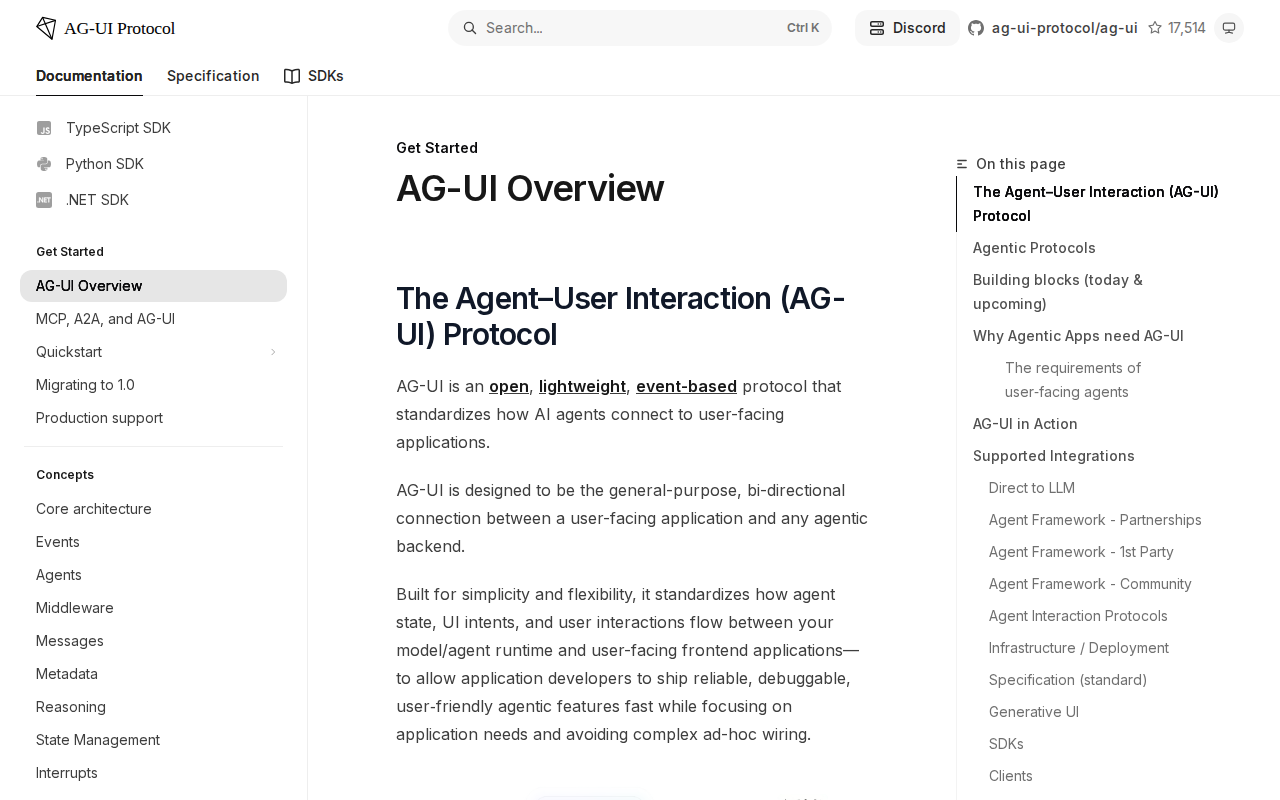 AG-UI Protocol
Search...
Ctrl K
Discord
ag-ui-protocol/ag-ui
17,514
Documentation
Specification
SDKs
TypeScript SDK
Python SDK
.NET SDK
Get Started
AG-UI Overview
MCP, A2A, and AG-UI
Quickstart
Migrating to 1.0
Production support
Concepts
Core architecture
Events
Agents
Middleware
Messages
Metadata
Reasoning
State Management
Interrupts
Get Started
AG-UI Overview
The Agent–User Interaction (AG-
UI) Protocol
AG-UI is an open, lightweight, event-based protocol that
standardizes how AI agents connect to user-facing
applications.
AG-UI is designed to be the general-purpose, bi-directional
connection between a user-facing application and any agentic
backend.
Built for simplicity and flexibility, it standardizes how agent
state, UI intents, and user interactions flow between your
model/agent runtime and user-facing frontend applications—
to allow application developers to ship reliable, debuggable,
user-friendly agentic features fast while focusing on
application needs and avoiding complex ad-hoc wiring.
On this page
The Agent–User Interaction (AG-UI)
Protocol
Agentic Protocols
Building blocks (today &
upcoming)
Why Agentic Apps need AG-UI
The requirements of
user-facing agents
AG-UI in Action
Supported Integrations
Direct to LLM
Agent Framework - Partnerships
Agent Framework - 1st Party
Agent Framework - Community
Agent Interaction Protocols
Infrastructure / Deployment
Specification (standard)
Generative UI
SDKs
Clients